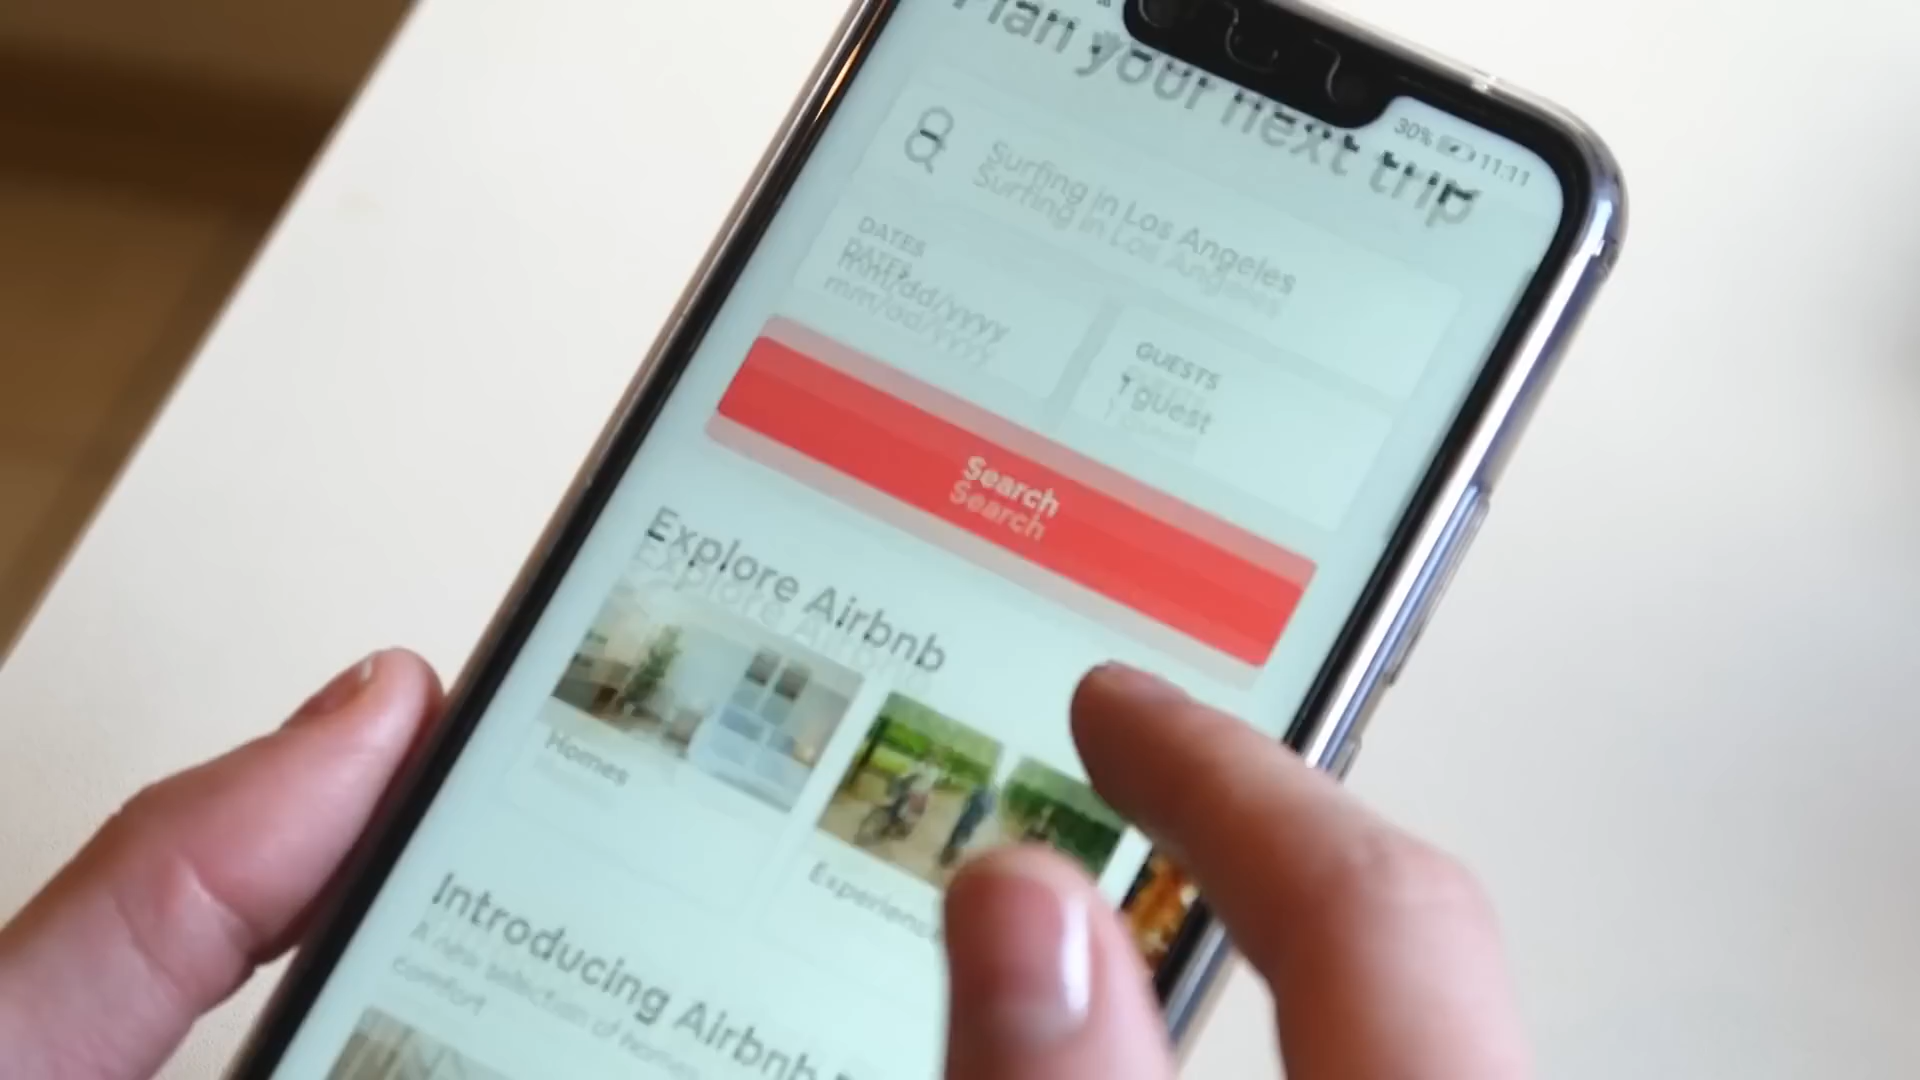 Plan your next trip
30% 11:11
Surfing in Los Angeles
DATES
mm/dd/yyyy
GUESTS
1 guest
Search
Explore Airbnb
Homes
Introducing Airbnb
A new selection of homes
comfort